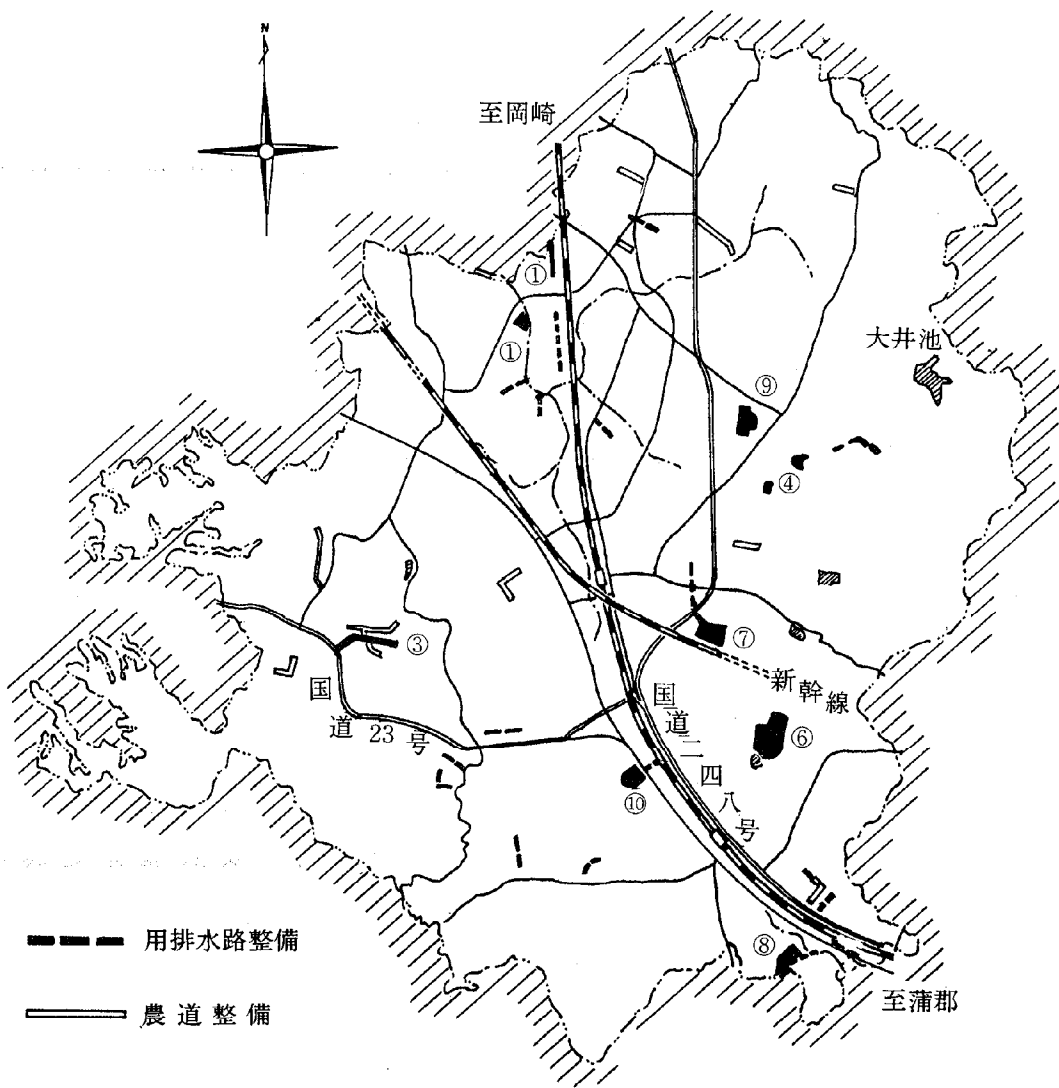 N
至岡崎
①
①
大井池
⑨
④
③
⑦
新幹線
国道23号
国道二四八号
⑥
⑩
⑧
用排水路整備
農道整備
至蒲郡